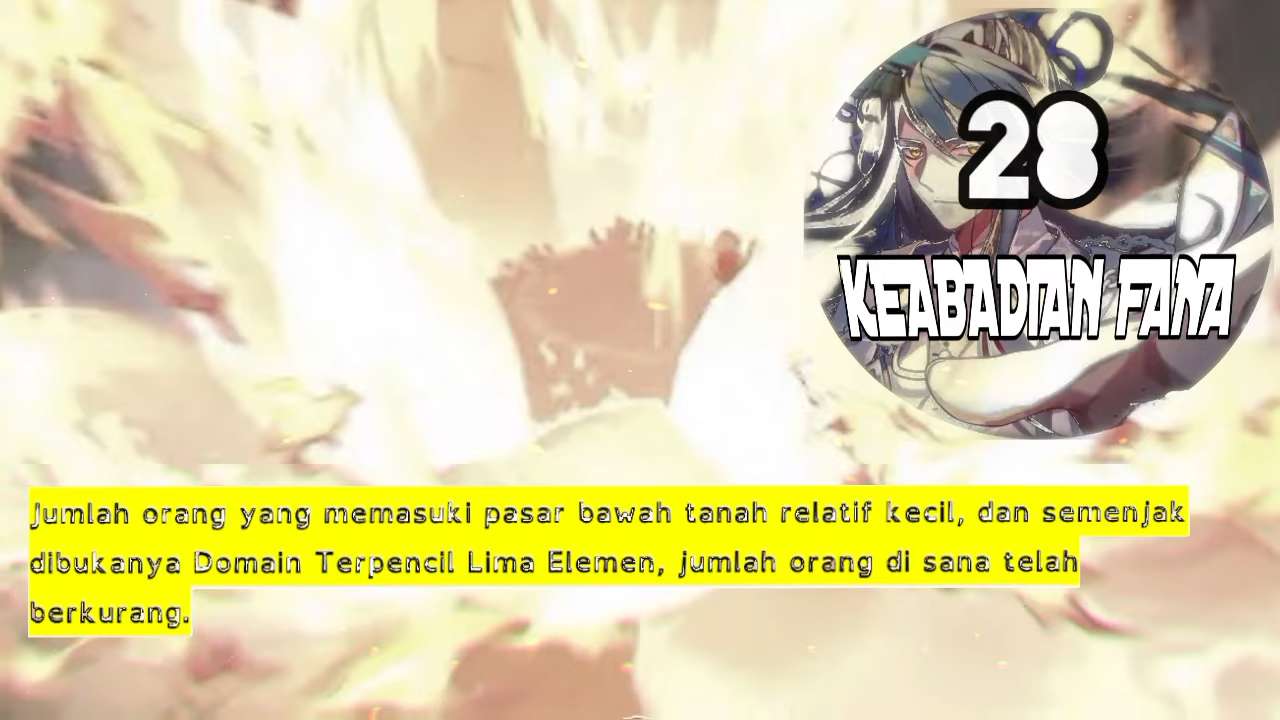 28
KEABADIAN FANA
Jumlah orang yang memasuki pasar bawah tanah relatif kecil, dan semenjak
dibukanya Domain Terpencil Lima Elemen, jumlah orang di sana telah
berkurang.